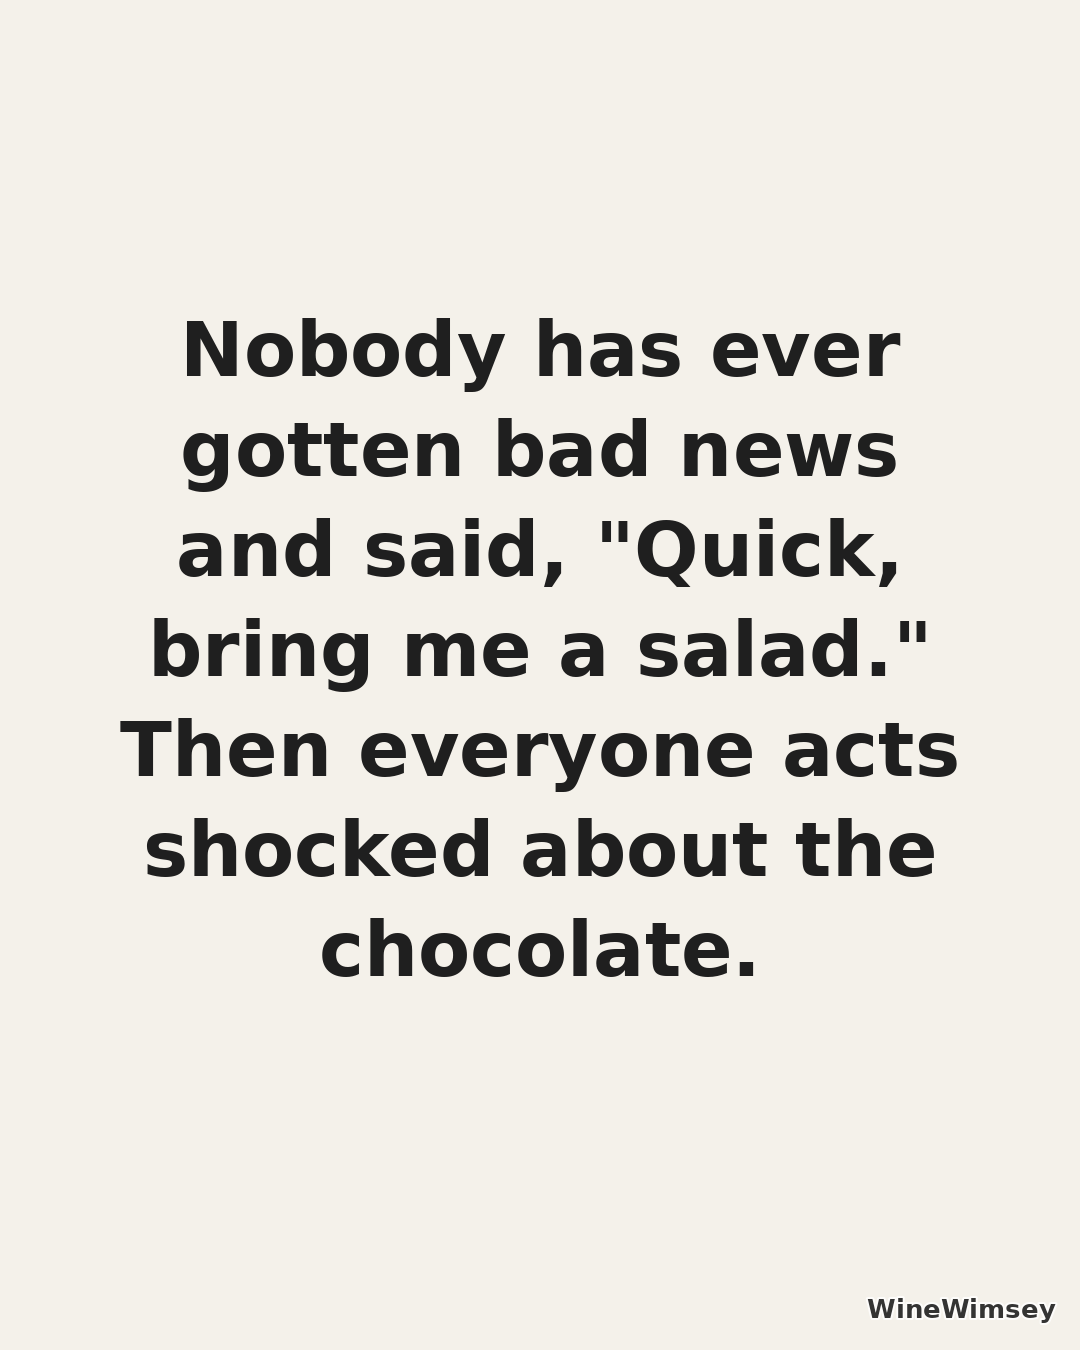 Nobody has ever
gotten bad news
and said, "Quick,
bring me a salad."
Then everyone acts
shocked about the
chocolate.
WineWimsey